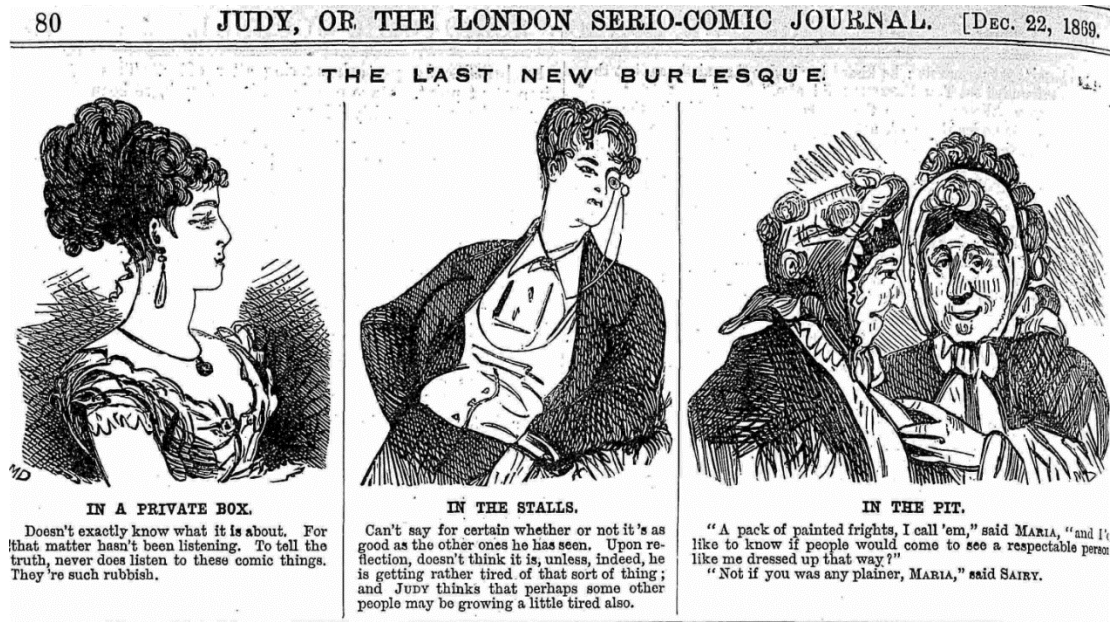 80 JUDY, OR THE LONDON SERIO-COMIC JOURNAL. [DEC. 22, 1869.
THE LAST NEW BURLESQUE.
MD
IN A PRIVATE BOX.
Doesn't exactly know what it is about. For
that matter hasn't been listening. To tell the
truth, never does listen to these comic things.
They're such rubbish.
IN THE STALLS.
Can't say for certain whether or not it's as
good as the other ones he has seen. Upon re-
flection, doesn't think it is, unless, indeed, he
is getting rather tired of that sort of thing;
and JUDY thinks that perhaps some other
people may be growing a little tired also.
MD
IN THE PIT.
"A pack of painted frights, I call 'em," said MARIA, "and
like to know if people would come to see a respectable person
like me dressed up that way?"
"Not if you was any plainer, MARIA," said SAIRY.